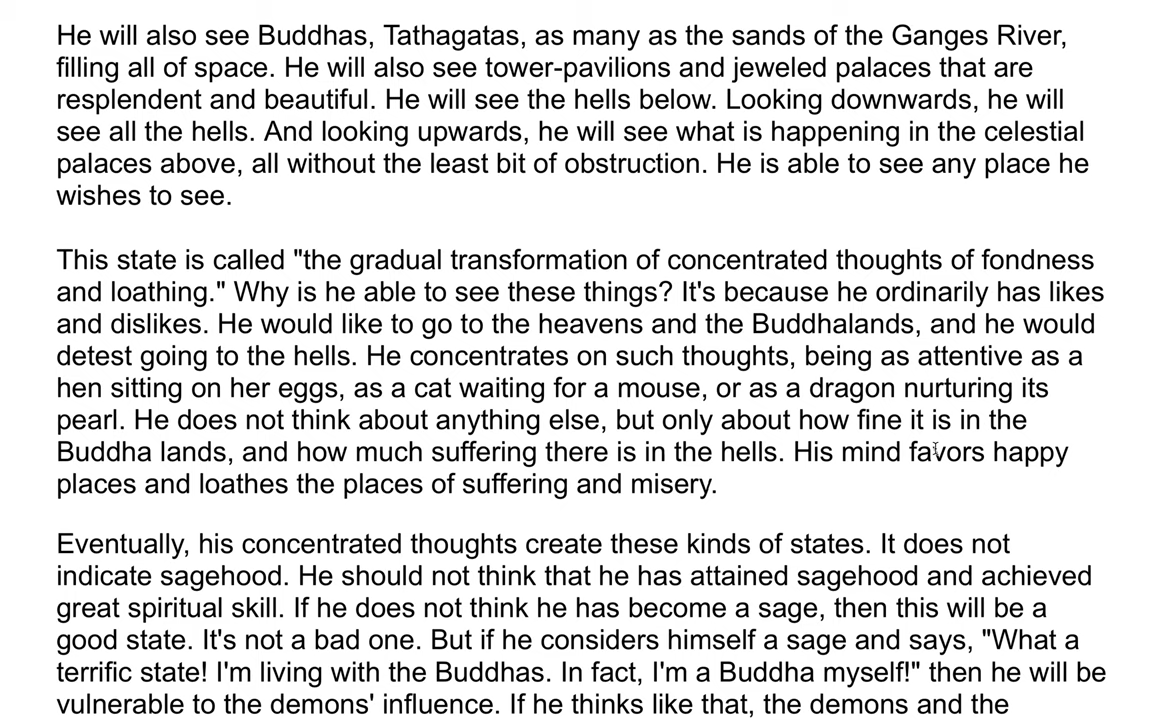 He will also see Buddhas, Tathagatas, as many as the sands of the Ganges River,
filling all of space. He will also see tower-pavilions and jeweled palaces that are
resplendent and beautiful. He will see the hells below. Looking downwards, he will
see all the hells. And looking upwards, he will see what is happening in the celestial
palaces above, all without the least bit of obstruction. He is able to see any place he
wishes to see.
This state is called "the gradual transformation of concentrated thoughts of fondness
and loathing." Why is he able to see these things? It's because he ordinarily has likes
and dislikes. He would like to go to the heavens and the Buddhalands, and he would
detest going to the hells. He concentrates on such thoughts, being as attentive as a
hen sitting on her eggs, as a cat waiting for a mouse, or as a dragon nurturing its
pearl. He does not think about anything else, but only about how fine it is in the
Buddha lands, and how much suffering there is in the hells. His mind favors happy
places and loathes the places of suffering and misery.
Eventually, his concentrated thoughts create these kinds of states. It does not
indicate sagehood. He should not think that he has attained sagehood and achieved
great spiritual skill. If he does not think he has become a sage, then this will be a
good state. It's not a bad one. But if he considers himself a sage and says, "What a
terrific state! I'm living with the Buddhas. In fact, I'm a Buddha myself!" then he will be
vulnerable to the demons' influence. If he thinks like that, the demons and the